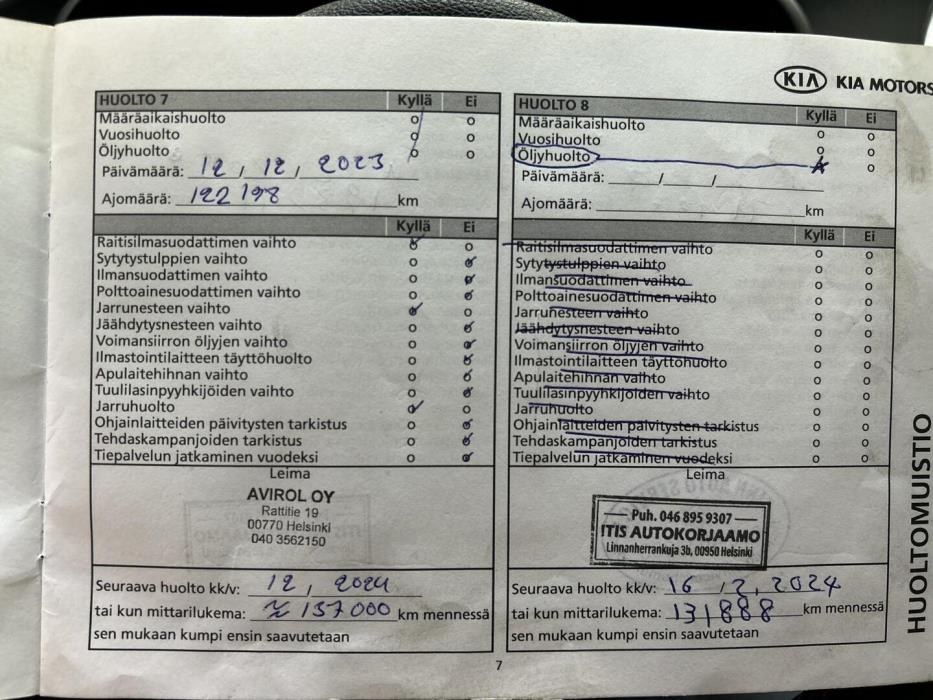 KIA KIA MOTORS
HUOLTO 7 Kyllä Ei
Määräaikaishuolto
Vuosihuolto
Öljyhuolto
Päivämäärä: 12, 12, 2023
Ajomäärä: 122 198 km
Kyllä Ei
Raitisilmasuodattimen vaihto
Sytytystulppien vaihto
Ilmansuodattimen vaihto
Polttoainesuodattimen vaihto
Jarrunesteen vaihto
Jäähdytysnesteen vaihto
Voimansiirron öljyjen vaihto
Ilmastointilaitteen täyttöhuolto
Apulaitehihnan vaihto
Tuulilasinpyyhkijöiden vaihto
Jarruhuolto
Ohjainlaitteiden päivitysten tarkistus
Tehdaskampanjoiden tarkistus
Tiepalvelun jatkaminen vuodeksi
Leima
AVIROL OY
Rattitie 19
00770 Helsinki
040 3562150
Seuraava huolto kk/v: 12, 2024
tai kun mittarilukema: ≈ 137 000 km mennessä
sen mukaan kumpi ensin saavutetaan
HUOLTO 8 Kyllä Ei
Määräaikaishuolto
Vuosihuolto
Öljyhuolto
Päivämäärä: / /
Ajomäärä: km
Kyllä Ei
Raitisilmasuodattimen vaihto
Sytytystulppien vaihto
Ilmansuodattimen vaihto
Polttoainesuodattimen vaihto
Jarrunesteen vaihto
Jäähdytysnesteen vaihto
Voimansiirron öljyjen vaihto
Ilmastointilaitteen täyttöhuolto
Apulaitehihnan vaihto
Tuulilasinpyyhkijöiden vaihto
Jarruhuolto
Ohjainlaitteiden päivitysten tarkistus
Tehdaskampanjoiden tarkistus
Tiepalvelun jatkaminen vuodeksi
Leima
Puh. 046 895 9307
ITIS AUTOKORJAAMO
Linnanherrankuja 3b, 00950 Helsinki
Seuraava huolto kk/v: 16 / 2, 2024
tai kun mittarilukema: 131888 km mennessä
sen mukaan kumpi ensin saavutetaan
HUOLTOMUISTIO
7